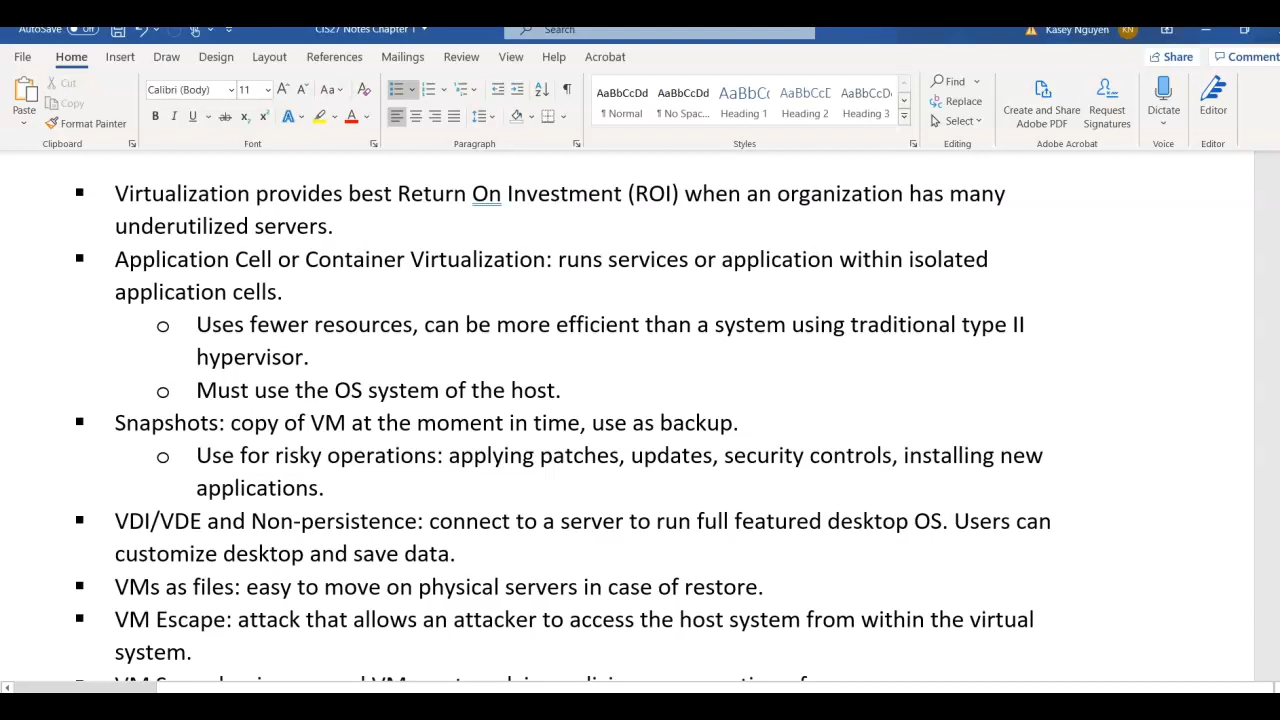 AutoSave Off CIS27 Notes Chapter 1 Search Kasey Nguyen KN
File Home Insert Draw Design Layout References Mailings Review View Help Acrobat Share Comment
Paste Cut Copy Format Painter Clipboard
Calibri (Body) 11 Font
Paragraph
AaBbCcDd AaBbCcDd AaBbC( AaBbCcE AaBbCcD
¶ Normal ¶ No Spac... Heading 1 Heading 2 Heading 3
Styles
Find Replace Select Editing
Create and Share Adobe PDF Request Signatures Adobe Acrobat
Dictate Voice
Editor Editor
▪ Virtualization provides best Return On Investment (ROI) when an organization has many
underutilized servers.
▪ Application Cell or Container Virtualization: runs services or application within isolated
application cells.
o Uses fewer resources, can be more efficient than a system using traditional type II
hypervisor.
o Must use the OS system of the host.
▪ Snapshots: copy of VM at the moment in time, use as backup.
o Use for risky operations: applying patches, updates, security controls, installing new
applications.
▪ VDI/VDE and Non-persistence: connect to a server to run full featured desktop OS. Users can
customize desktop and save data.
▪ VMs as files: easy to move on physical servers in case of restore.
▪ VM Escape: attack that allows an attacker to access the host system from within the virtual
system.